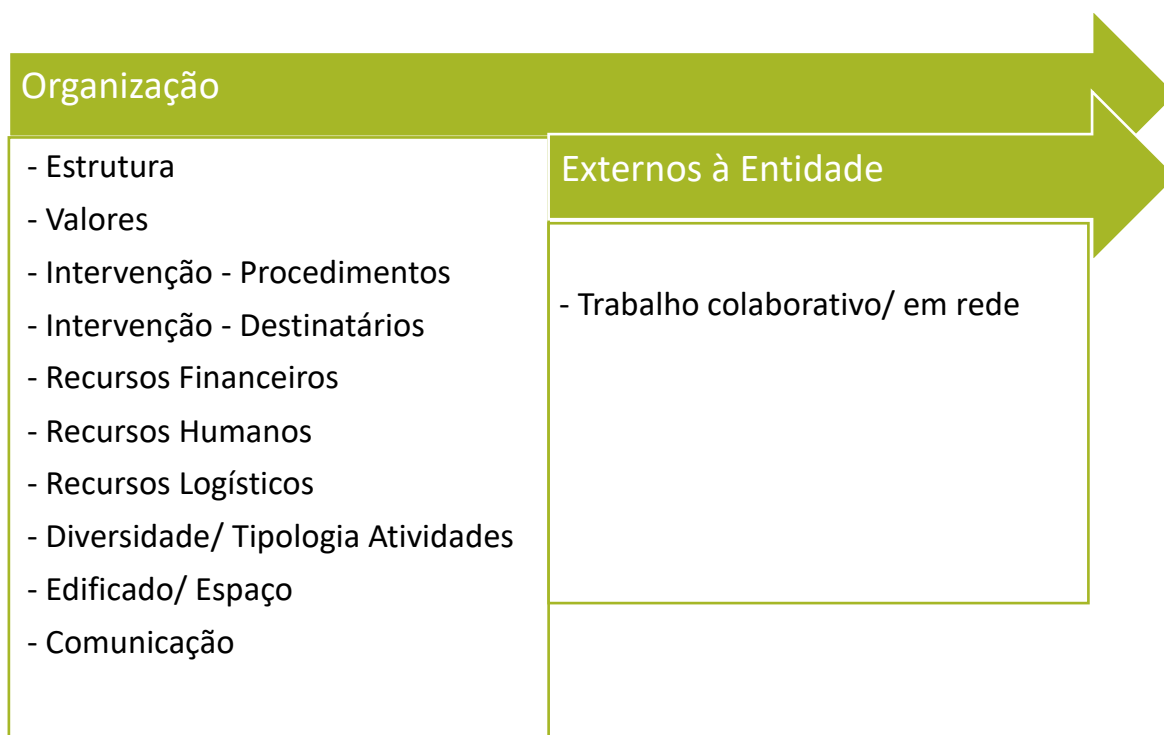 Organização
- Estrutura
- Valores
- Intervenção - Procedimentos
- Intervenção - Destinatários
- Recursos Financeiros
- Recursos Humanos
- Recursos Logísticos
- Diversidade/ Tipologia Atividades
- Edificado/ Espaço
- Comunicação
Externos à Entidade
- Trabalho colaborativo/ em rede